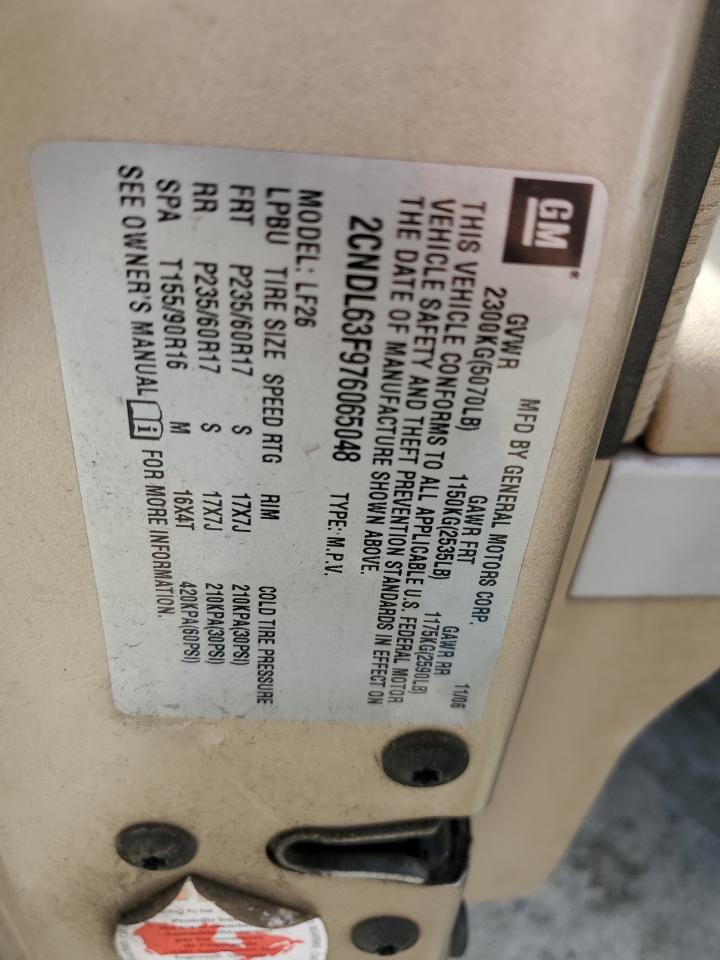 GM
MFD BY GENERAL MOTORS CORP. 11/06
GVWR GAWR FRT GAWR RR
2300KG(5070LB) 1150KG(2535LB) 1175KG(2590LB)
THIS VEHICLE CONFORMS TO ALL APPLICABLE U.S. FEDERAL MOTOR
VEHICLE SAFETY AND THEFT PREVENTION STANDARDS IN EFFECT ON
THE DATE OF MANUFACTURE SHOWN ABOVE.
2CNDL63F976065048 TYPE: M.P.V.
MODEL: LF26
LPBU TIRE SIZE SPEED RTG RIM COLD TIRE PRESSURE
FRT P235/60R17 S 17X7J 210KPA(30PSI)
RR P235/60R17 S 17X7J 210KPA(30PSI)
SPA T155/90R16 M 16X4T 420KPA(60PSI)
SEE OWNER'S MANUAL FOR MORE INFORMATION.